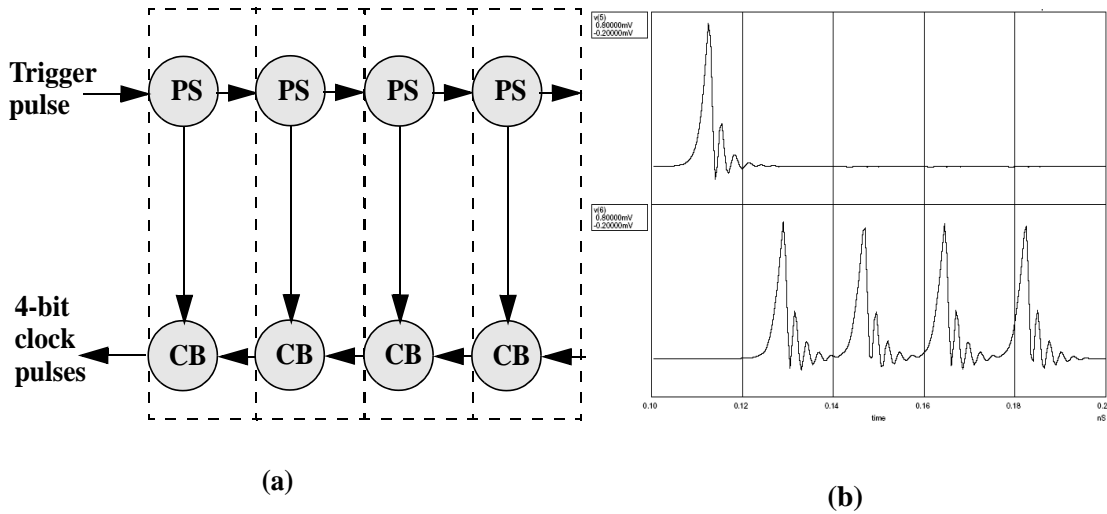 Trigger
pulse
PS
PS
PS
PS
4-bit
clock
pulses
CB
CB
CB
CB
(a)
v(5)
0.80000mV
-0.20000mV
v(6)
0.80000mV
-0.20000mV
0.10
0.12
0.14
0.16
0.18
0.2
time
nS
(b)